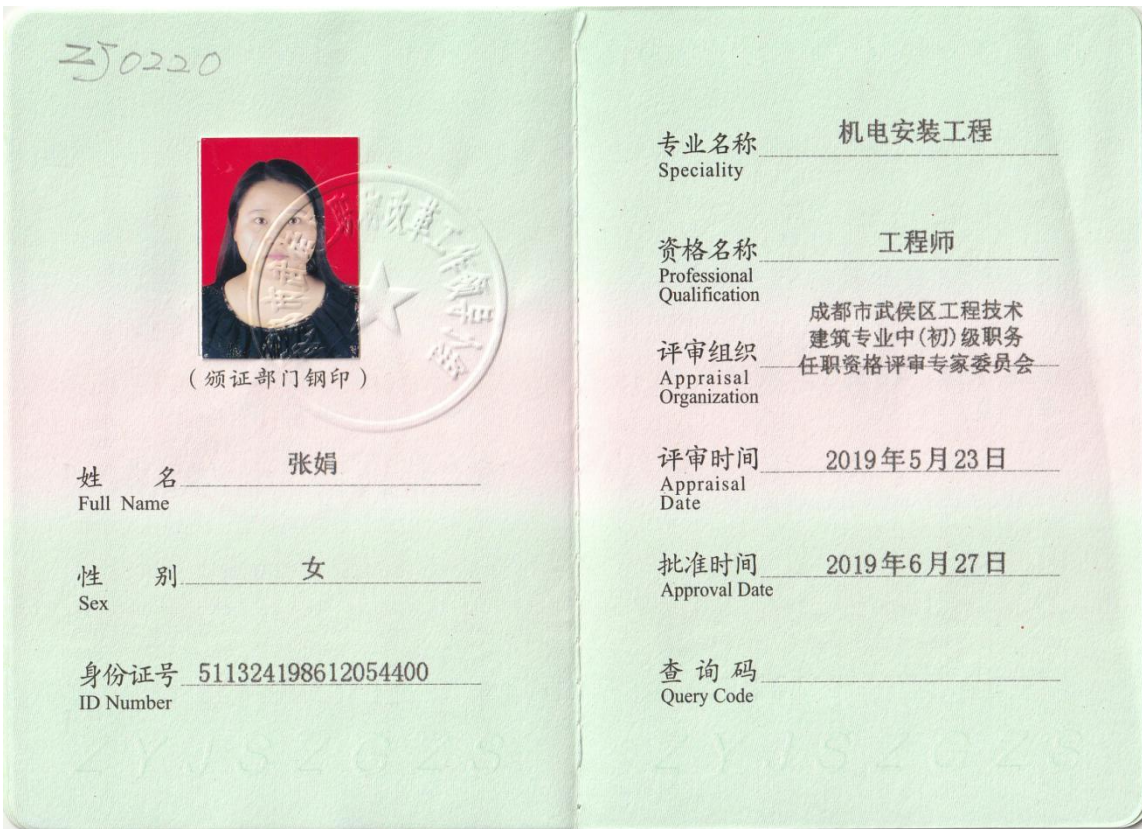 ZJ0220
(颁证部门钢印)
姓 名 张娟
Full Name
性 别 女
Sex
身份证号 511324198612054400
ID Number
ZYJSZGZS
专业名称 机电安装工程
Speciality
资格名称 工程师
Professional
Qualification
成都市武侯区工程技术
建筑专业中(初)级职务
评审组织 任职资格评审专家委员会
Appraisal
Organization
评审时间 2019年5月23日
Appraisal
Date
批准时间 2019年6月27日
Approval Date
查询码
Query Code
ZYJSZGZS